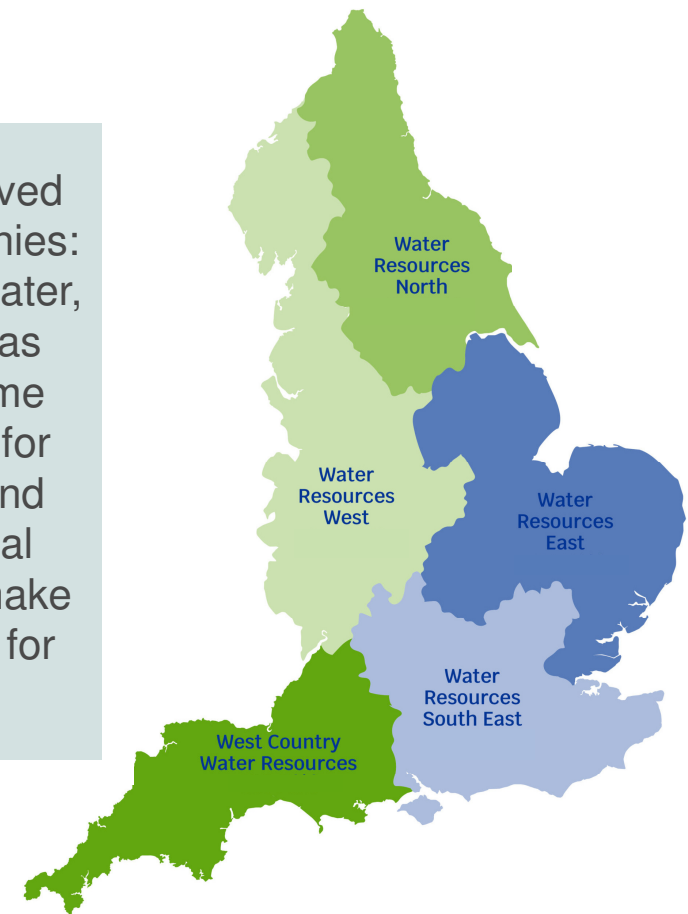 ved
nies:
ater,
as
me
for
nd
al
nake
for
Water
Resources
North
Water
Resources
West
Water
Resources
East
Water
Resources
South East
West Country
Water Resources